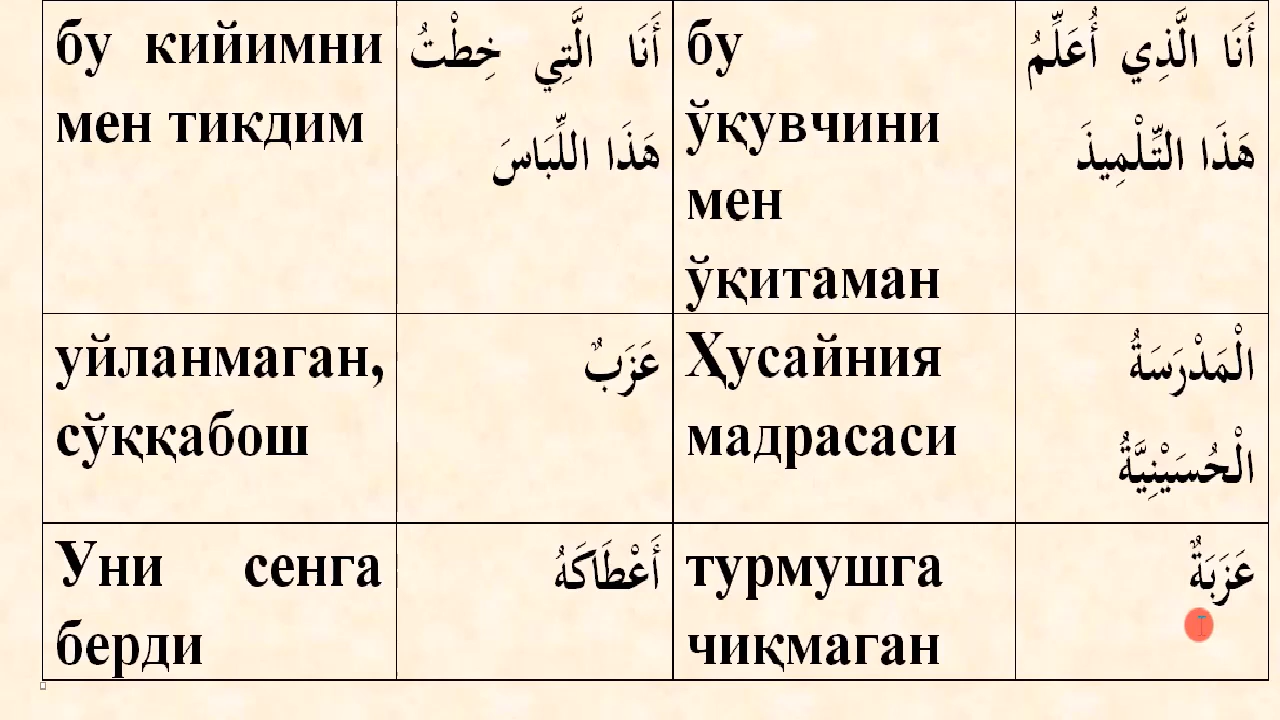 бу кийимни
мен тикдим
أَنَا الَّتِي خِطْتُ
هَذَا اللِّبَاسَ
бу
ўқувчини
мен
ўқитаман
أَنَا الَّذِي أُعَلِّمُ
هَذَا التِّلْمِيذَ
уйланмаган,
сўққабош
عَزَبٌ
Ҳусайния
мадрасаси
الْمَدْرَسَةُ
الْحُسَيْنِيَّةُ
Уни сенга
берди
أَعْطَاكَهُ
турмушга
чиқмаган
عَزَبَةٌ